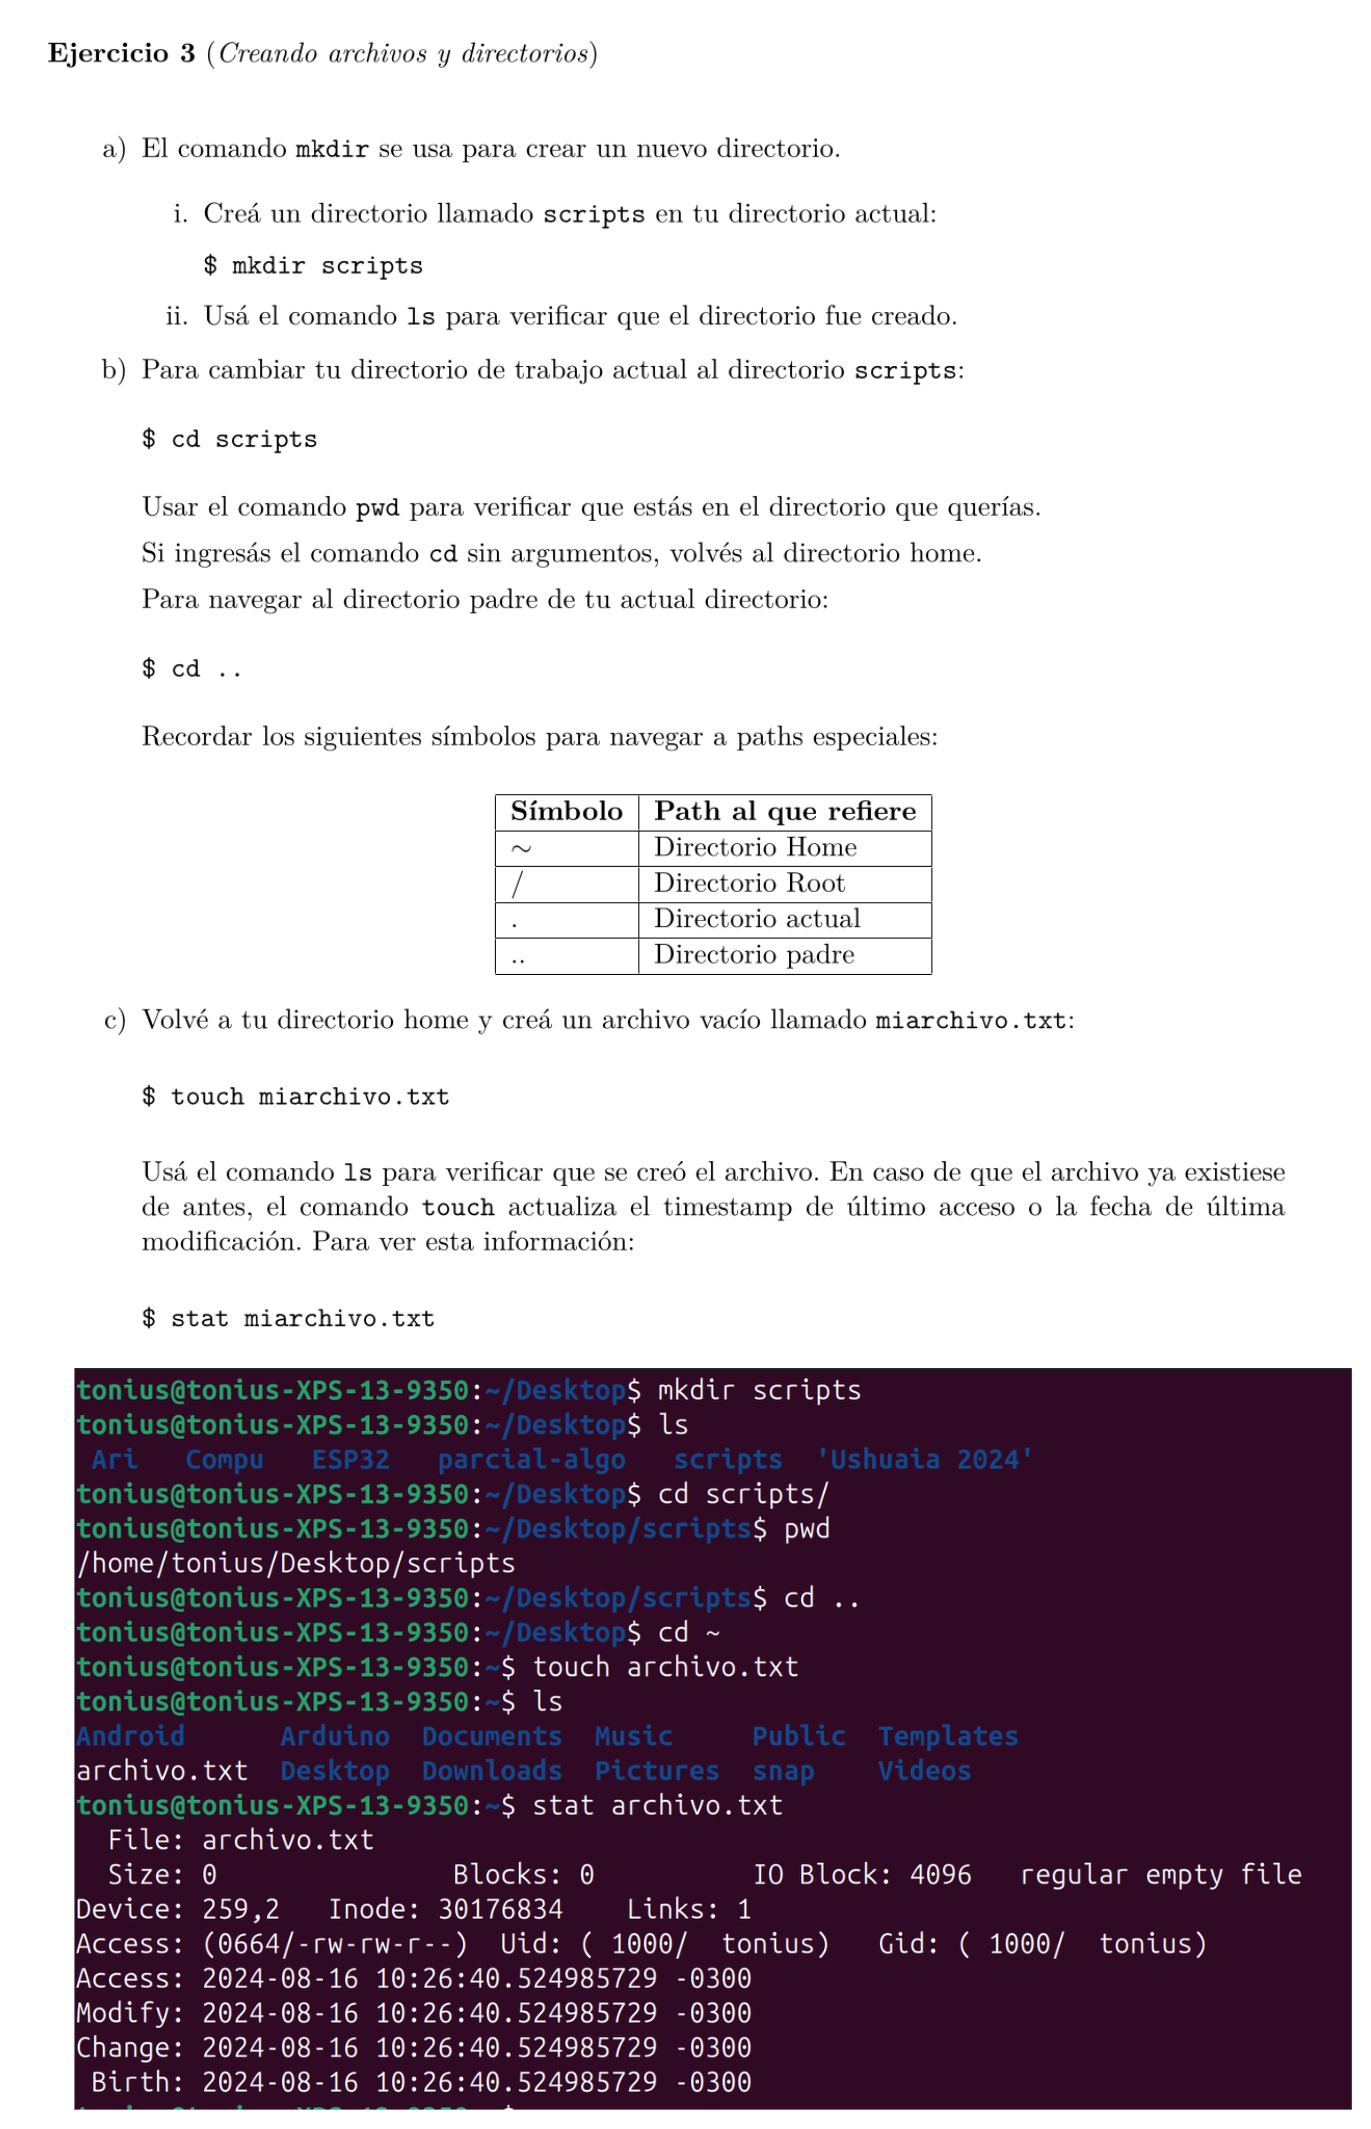 Ejercicio 3 (Creando archivos y directorios)
a) El comando mkdir se usa para crear un nuevo directorio.
i. Creá un directorio llamado scripts en tu directorio actual:
$ mkdir scripts
ii. Usá el comando ls para verificar que el directorio fue creado.
b) Para cambiar tu directorio de trabajo actual al directorio scripts:
$ cd scripts
Usar el comando pwd para verificar que estás en el directorio que querías.
Si ingresás el comando cd sin argumentos, volvés al directorio home.
Para navegar al directorio padre de tu actual directorio:
$ cd ..
Recordar los siguientes símbolos para navegar a paths especiales:
Símbolo Path al que refiere
~ Directorio Home
/ Directorio Root
. Directorio actual
.. Directorio padre
c) Volvé a tu directorio home y creá un archivo vacío llamado miarchivo.txt:
$ touch miarchivo.txt
Usá el comando ls para verificar que se creó el archivo. En caso de que el archivo ya existiese
de antes, el comando touch actualiza el timestamp de último acceso o la fecha de última
modificación. Para ver esta información:
$ stat miarchivo.txt
tonius@tonius-XPS-13-9350:~/Desktop$ mkdir scripts
tonius@tonius-XPS-13-9350:~/Desktop$ ls
Ari Compu ESP32 parcial-algo scripts 'Ushuaia 2024'
tonius@tonius-XPS-13-9350:~/Desktop$ cd scripts/
tonius@tonius-XPS-13-9350:~/Desktop/scripts$ pwd
/home/tonius/Desktop/scripts
tonius@tonius-XPS-13-9350:~/Desktop/scripts$ cd ..
tonius@tonius-XPS-13-9350:~/Desktop$ cd ~
tonius@tonius-XPS-13-9350:~$ touch archivo.txt
tonius@tonius-XPS-13-9350:~$ ls
Android Arduino Documents Music Public Templates
archivo.txt Desktop Downloads Pictures snap Videos
tonius@tonius-XPS-13-9350:~$ stat archivo.txt
File: archivo.txt
Size: 0 Blocks: 0 IO Block: 4096 regular empty file
Device: 259,2 Inode: 30176834 Links: 1
Access: (0664/-rw-rw-r--) Uid: ( 1000/ tonius) Gid: ( 1000/ tonius)
Access: 2024-08-16 10:26:40.524985729 -0300
Modify: 2024-08-16 10:26:40.524985729 -0300
Change: 2024-08-16 10:26:40.524985729 -0300
Birth: 2024-08-16 10:26:40.524985729 -0300